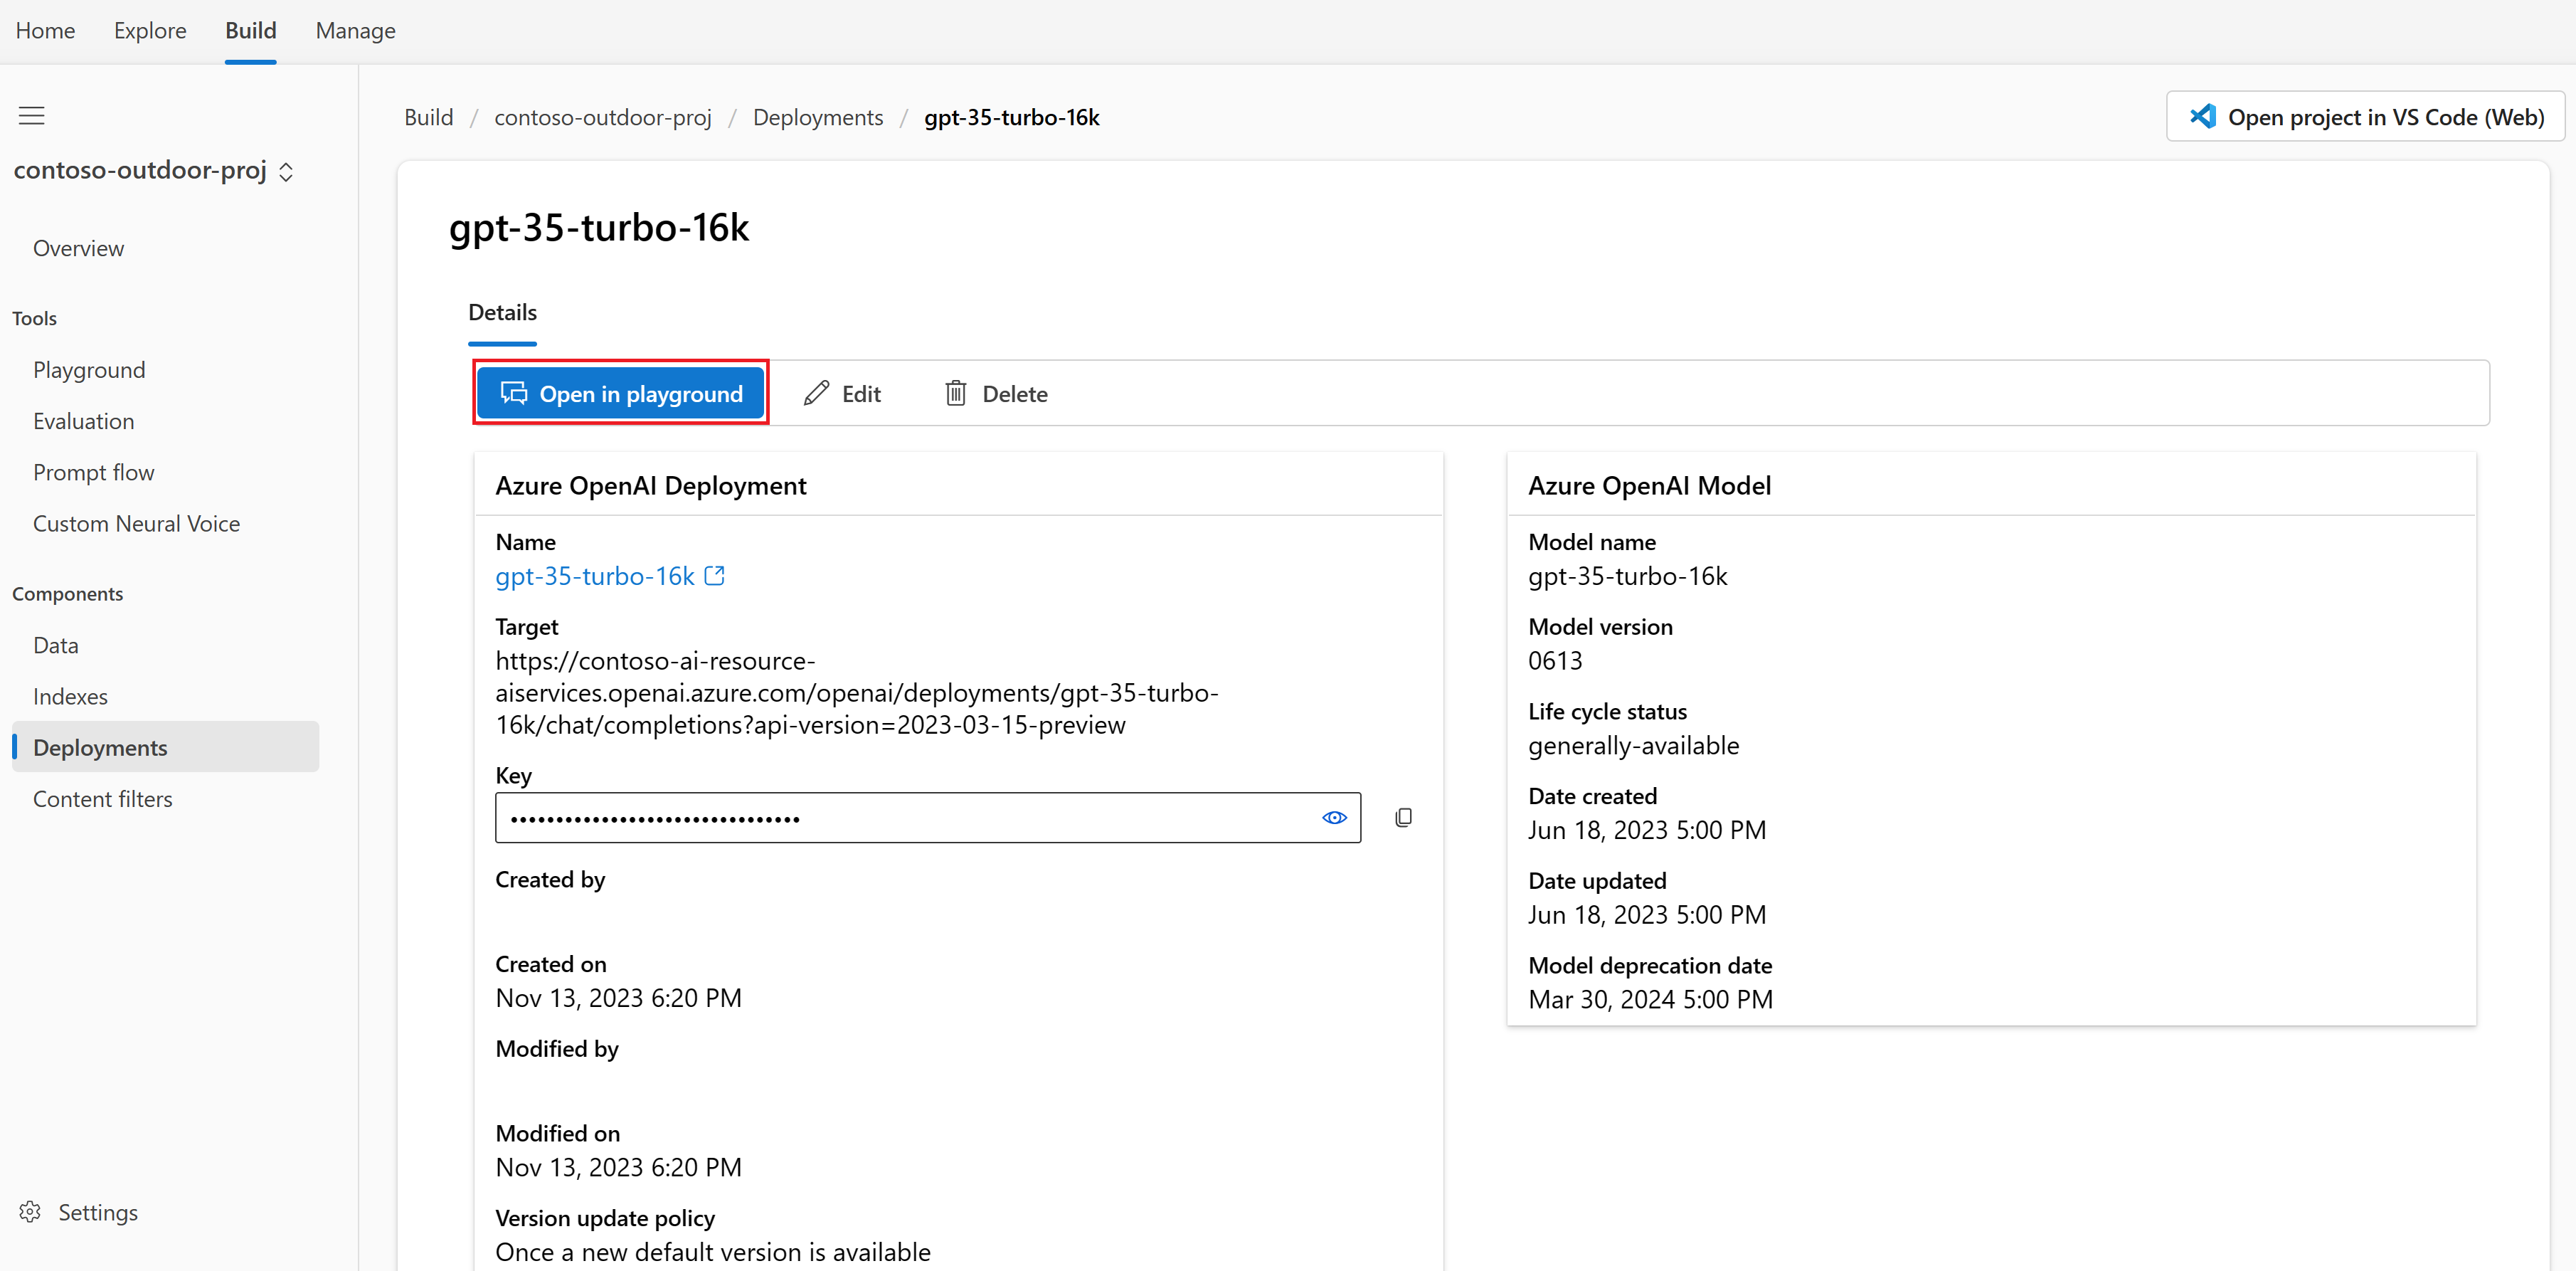 Home Explore Build Manage
Build / contoso-outdoor-proj / Deployments / gpt-35-turbo-16k
Open project in VS Code (Web)
contoso-outdoor-proj
Overview
Tools
Playground
Evaluation
Prompt flow
Custom Neural Voice
Components
Data
Indexes
Deployments
Content filters
Settings
gpt-35-turbo-16k
Details
Open in playground Edit Delete
Azure OpenAI Deployment
Name
gpt-35-turbo-16k
Target
https://contoso-ai-resource-
aiservices.openai.azure.com/openai/deployments/gpt-35-turbo-
16k/chat/completions?api-version=2023-03-15-preview
Key
••••••••••••••••••••••••••••••••
Created by
Created on
Nov 13, 2023 6:20 PM
Modified by
Modified on
Nov 13, 2023 6:20 PM
Version update policy
Once a new default version is available
Azure OpenAI Model
Model name
gpt-35-turbo-16k
Model version
0613
Life cycle status
generally-available
Date created
Jun 18, 2023 5:00 PM
Date updated
Jun 18, 2023 5:00 PM
Model deprecation date
Mar 30, 2024 5:00 PM